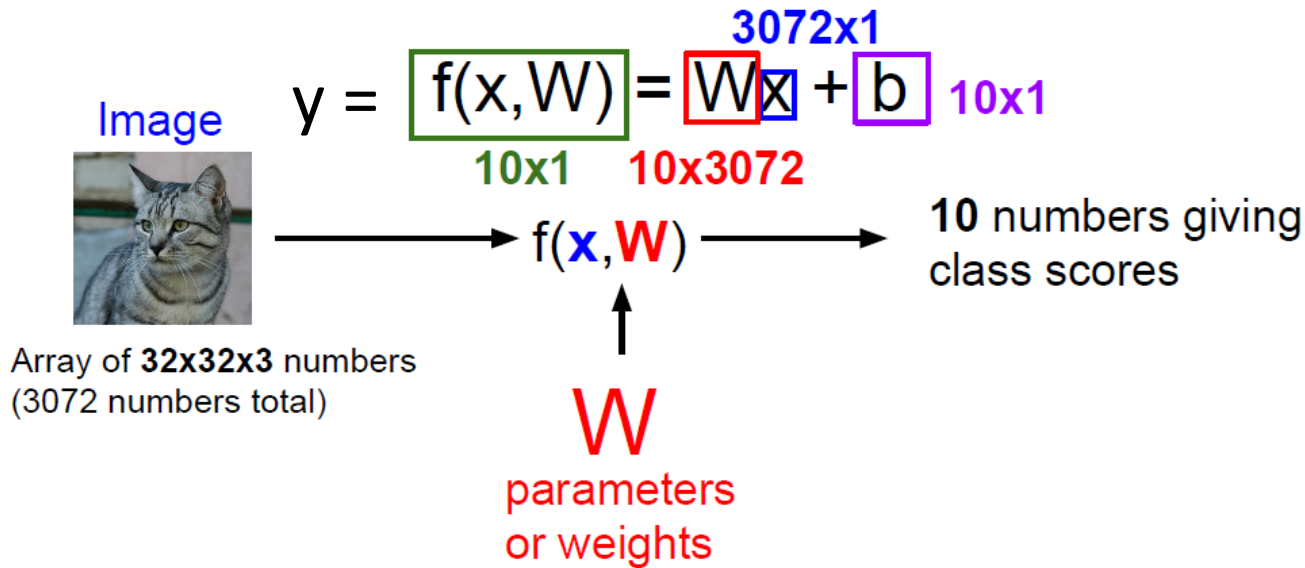 3072x1
y = f(x,W) = Wx + b 10x1
Image
10x1 10x3072
f(x,W)
10 numbers giving
class scores
Array of 32x32x3 numbers
(3072 numbers total)
W
parameters
or weights